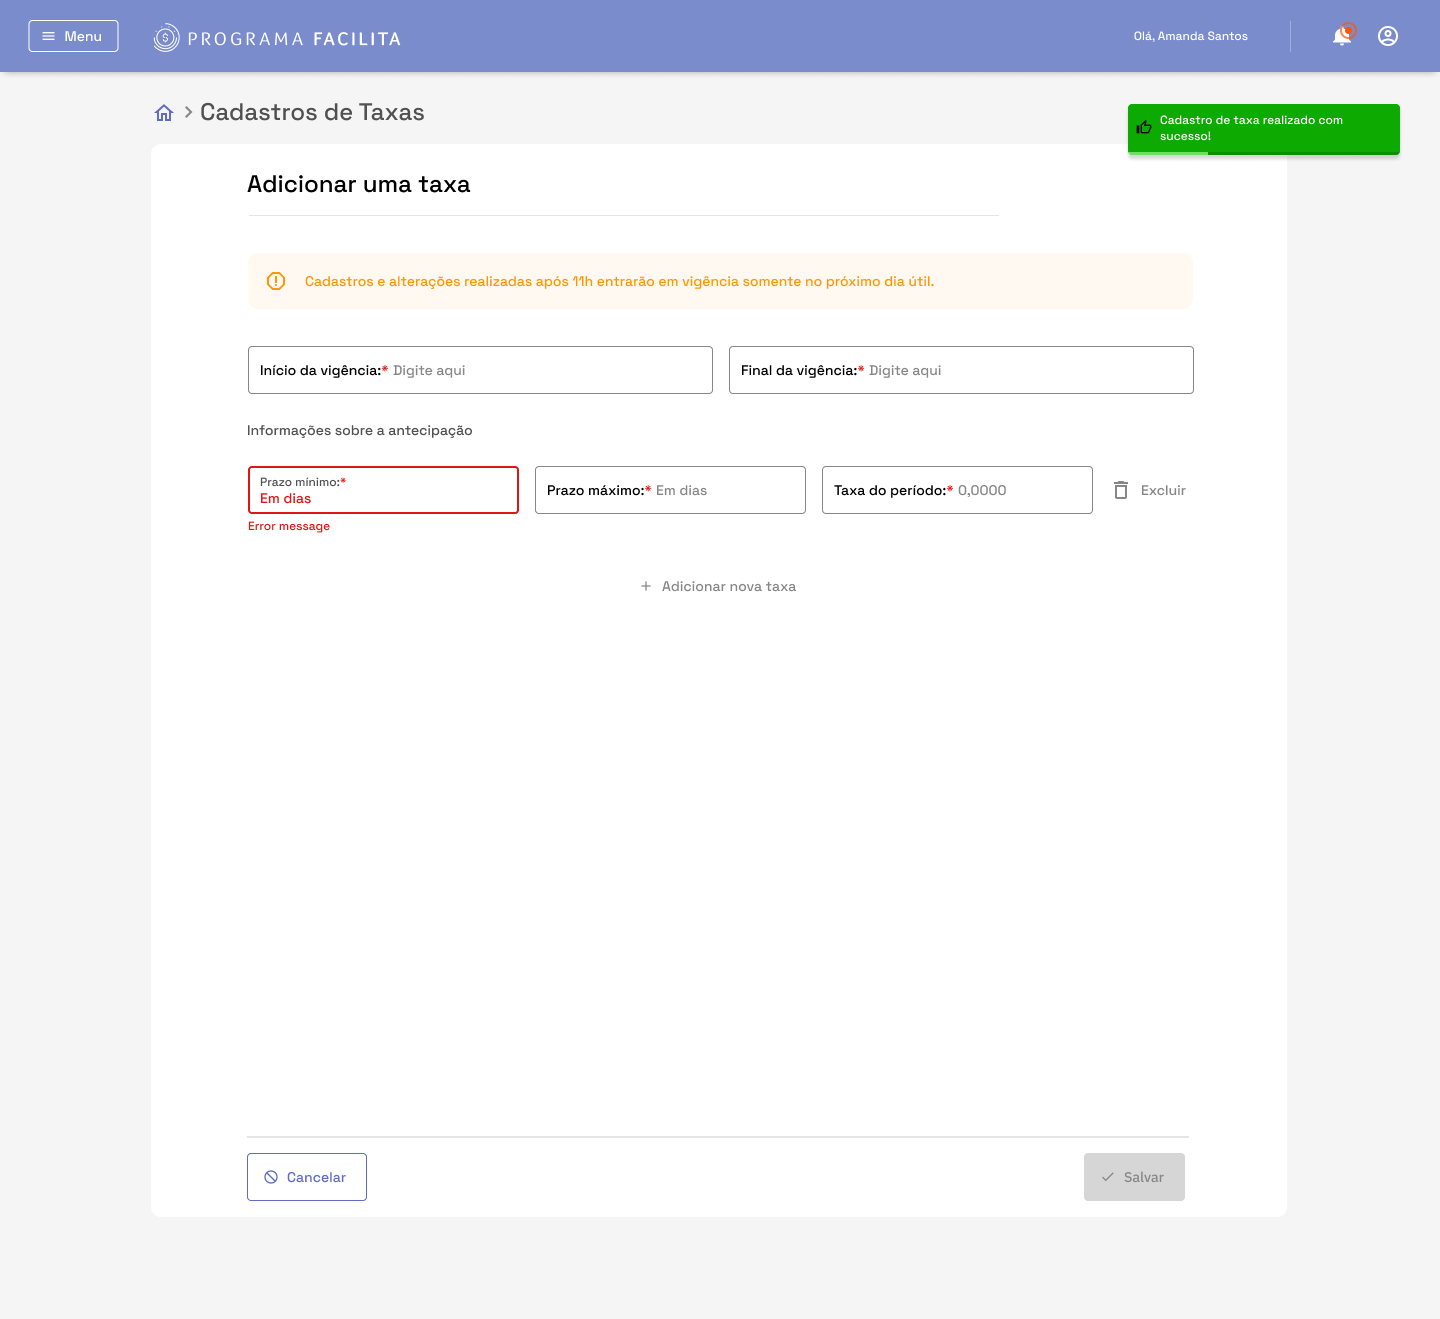 Menu
PROGRAMA FACILITA
Olá, Amanda Santos
Cadastros de Taxas
Cadastro de taxa realizado com
sucesso!
Adicionar uma taxa
Cadastros e alterações realizadas após 11h entrarão em vigência somente no próximo dia útil.
Início da vigência:* Digite aqui
Final da vigência:* Digite aqui
Informações sobre a antecipação
Prazo mínimo:*
Em dias
Prazo máximo:* Em dias
Taxa do período:* 0,0000
Excluir
Error message
+ Adicionar nova taxa
Cancelar
Salvar